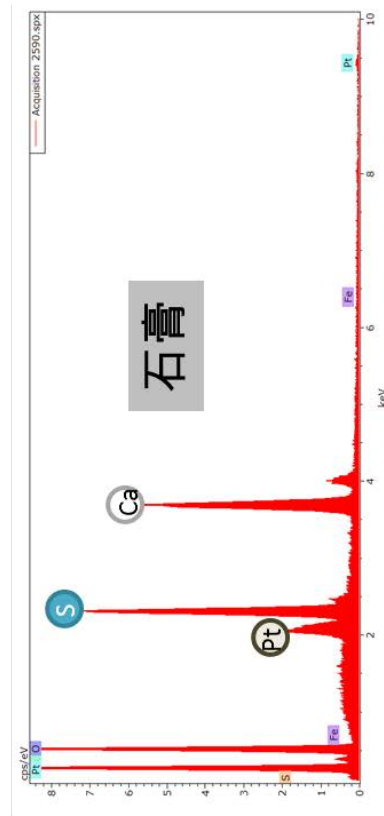 Acquisition 2590.spx
cps/eV
Pt
O
S
Ca
Pt
石膏
S
Fe
Fe
Pt
8
7
6
5
4
3
2
1
0
2
4
6
8
10
keV